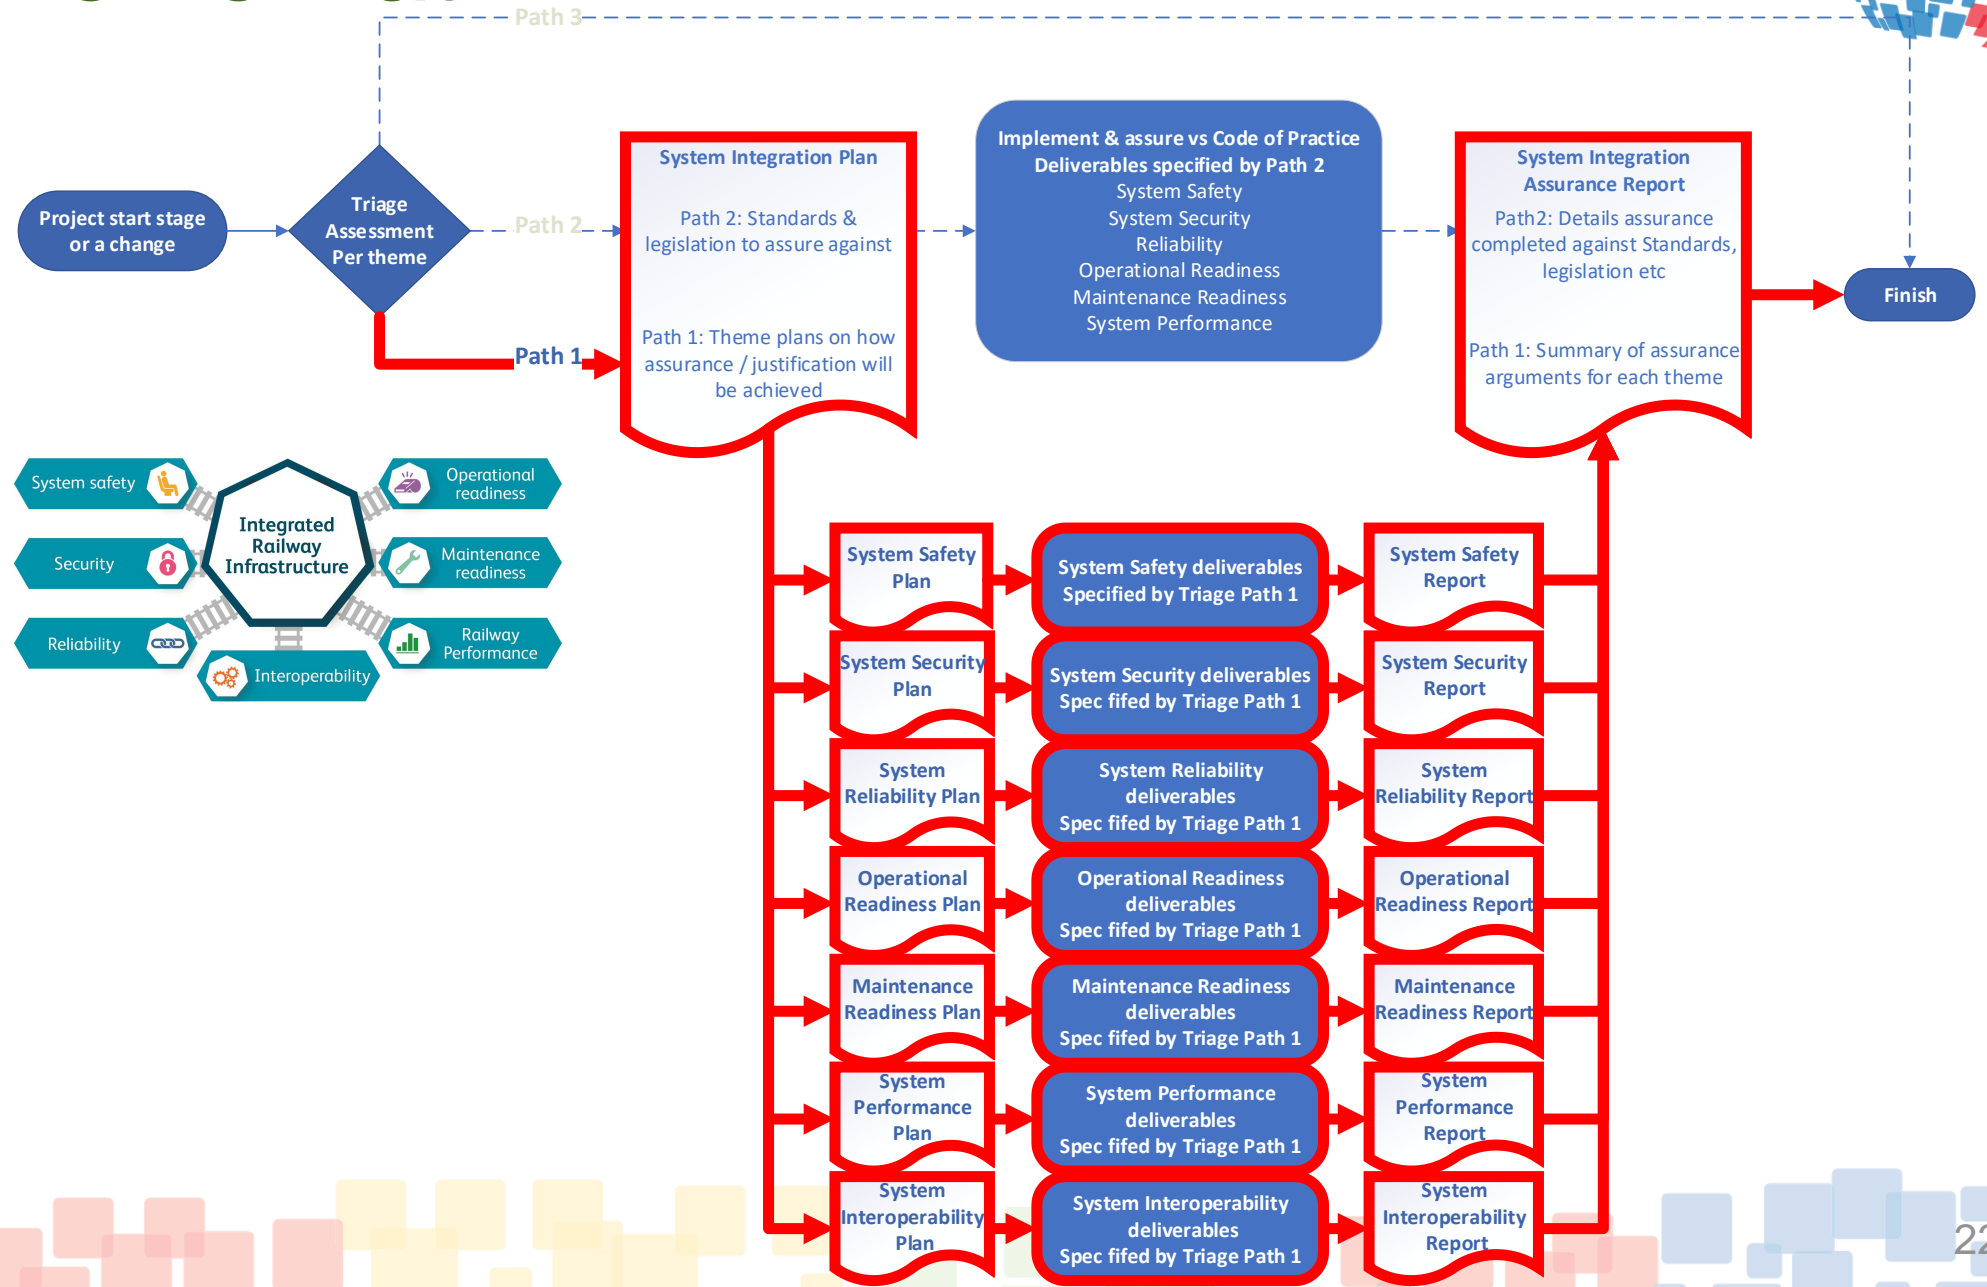 Path 3
Project start stage
or a change
Triage
Assessment
Per theme
Path 2
Path 1
System Integration Plan
Path 2: Standards &
legislation to assure against
Path 1: Theme plans on how
assurance / justification will
be achieved
Implement & assure vs Code of Practice
Deliverables specified by Path 2
System Safety
System Security
Reliability
Operational Readiness
Maintenance Readiness
System Performance
System Integration
Assurance Report
Path2: Details assurance
completed against Standards,
legislation etc
Path 1: Summary of assurance
arguments for each theme
Finish
System safety
Security
Reliability
Interoperability
Integrated
Railway
Infrastructure
Operational
readiness
Maintenance
readiness
Railway
Performance
System Safety
Plan
System Safety deliverables
Specified by Triage Path 1
System Safety
Report
System Security
Plan
System Security deliverables
Spec fifed by Triage Path 1
System Security
Report
System
Reliability Plan
System Reliability
deliverables
Spec fifed by Triage Path 1
System
Reliability Report
Operational
Readiness Plan
Operational Readiness
deliverables
Spec fifed by Triage Path 1
Operational
Readiness Report
Maintenance
Readiness Plan
Maintenance Readiness
deliverables
Spec fifed by Triage Path 1
Maintenance
Readiness Report
System
Performance
Plan
System Performance
deliverables
Spec fifed by Triage Path 1
System
Performance
Report
System
Interoperability
Plan
System Interoperability
deliverables
Spec fifed by Triage Path 1
System
Interoperability
Report
22